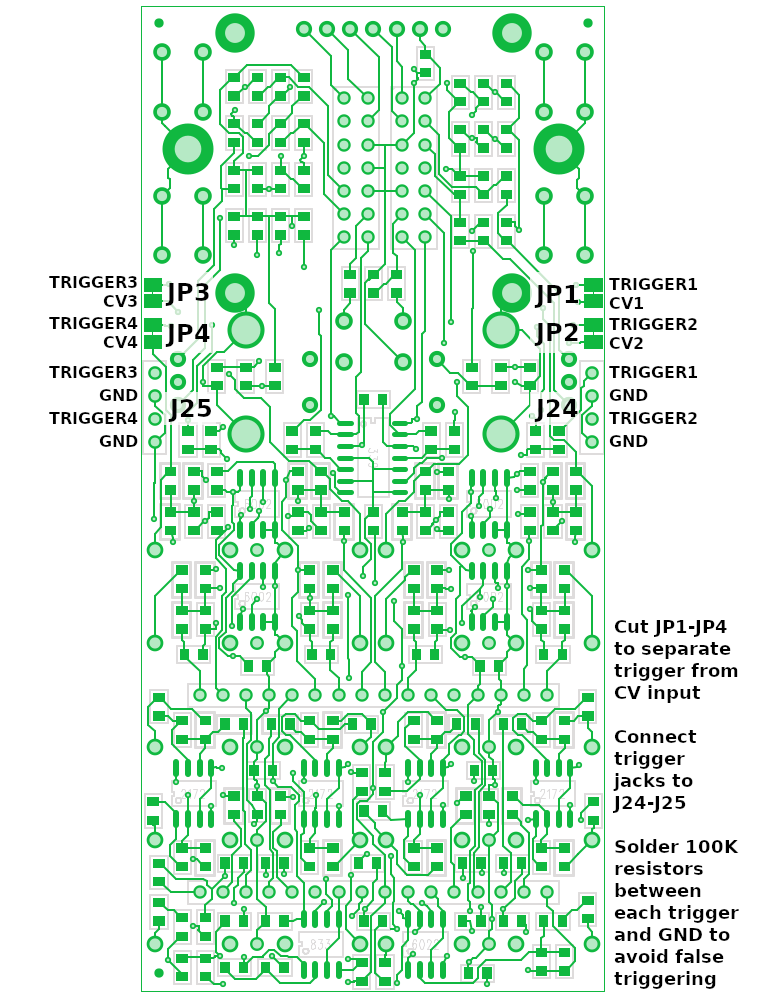 TRIGGER3
CV3
JP3
JP1
TRIGGER1
CV1
TRIGGER4
CV4
JP4
JP2
TRIGGER2
CV2
TRIGGER3
GND
TRIGGER4
GND
J25
J24
TRIGGER1
GND
TRIGGER2
GND
Cut JP1-JP4
to separate
trigger from
CV input
Connect
trigger
jacks to
J24-J25
Solder 100K
resistors
between
each trigger
and GND to
avoid false
triggering